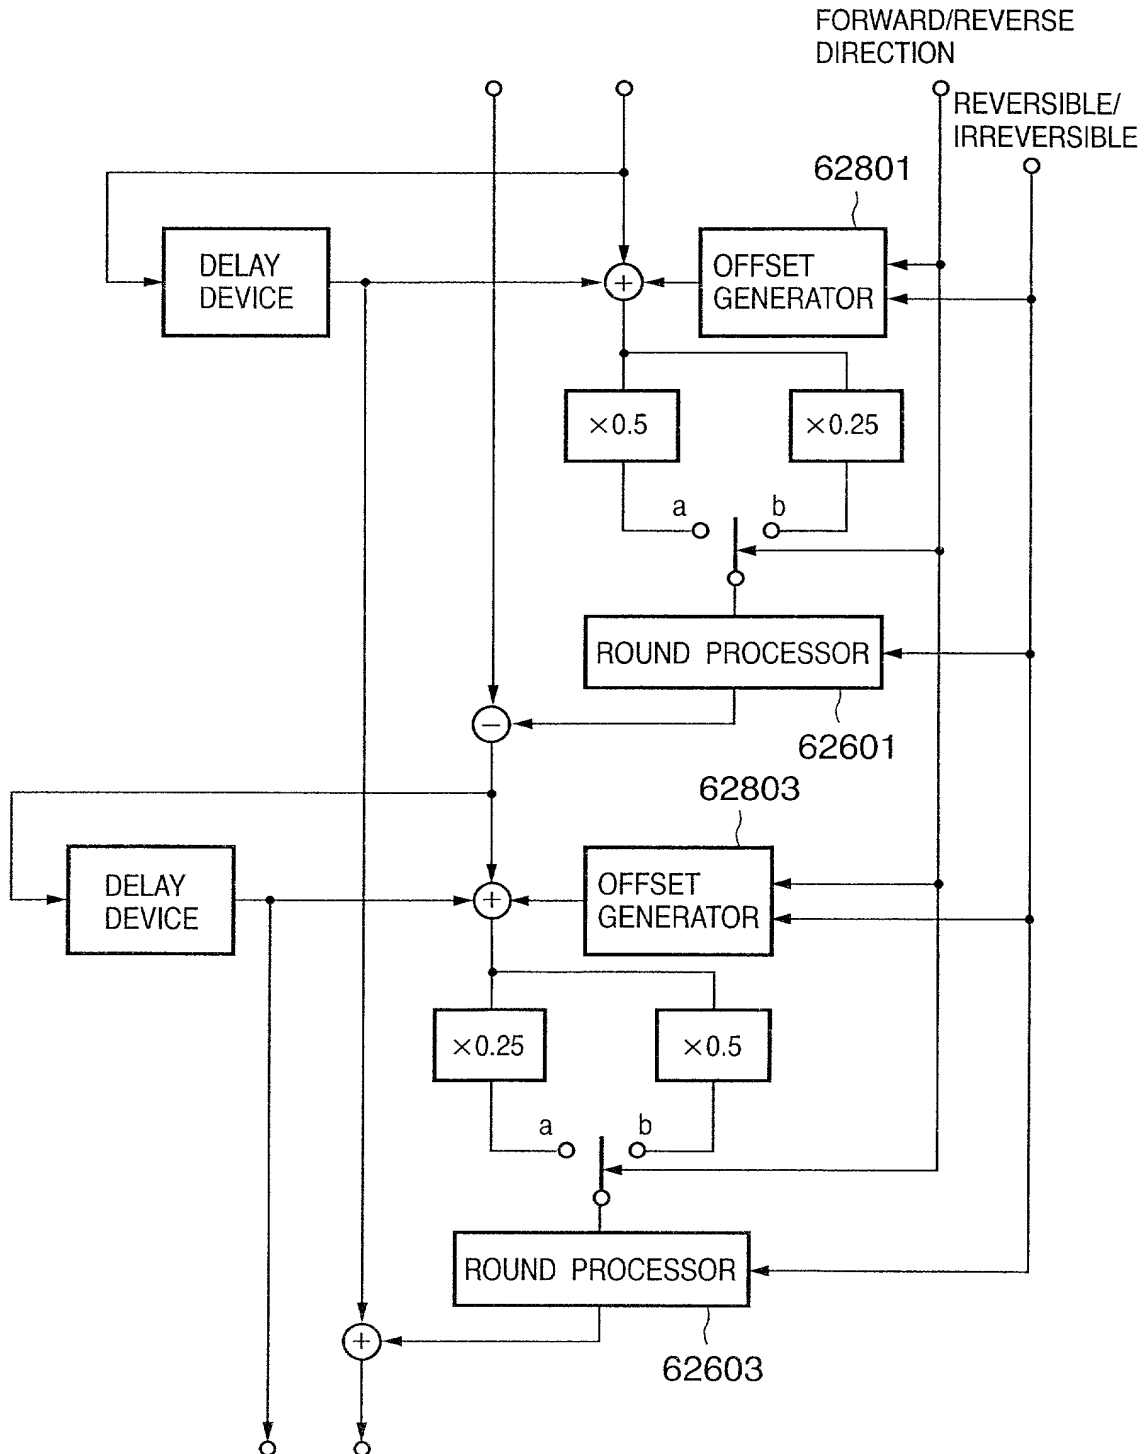 FORWARD/REVERSE
DIRECTION
REVERSIBLE/
IRREVERSIBLE
62801
DELAY
DEVICE
+
OFFSET
GENERATOR
×0.5
×0.25
a
b
ROUND PROCESSOR
−
62601
62803
DELAY
DEVICE
+
OFFSET
GENERATOR
×0.25
×0.5
a
b
ROUND PROCESSOR
+
62603